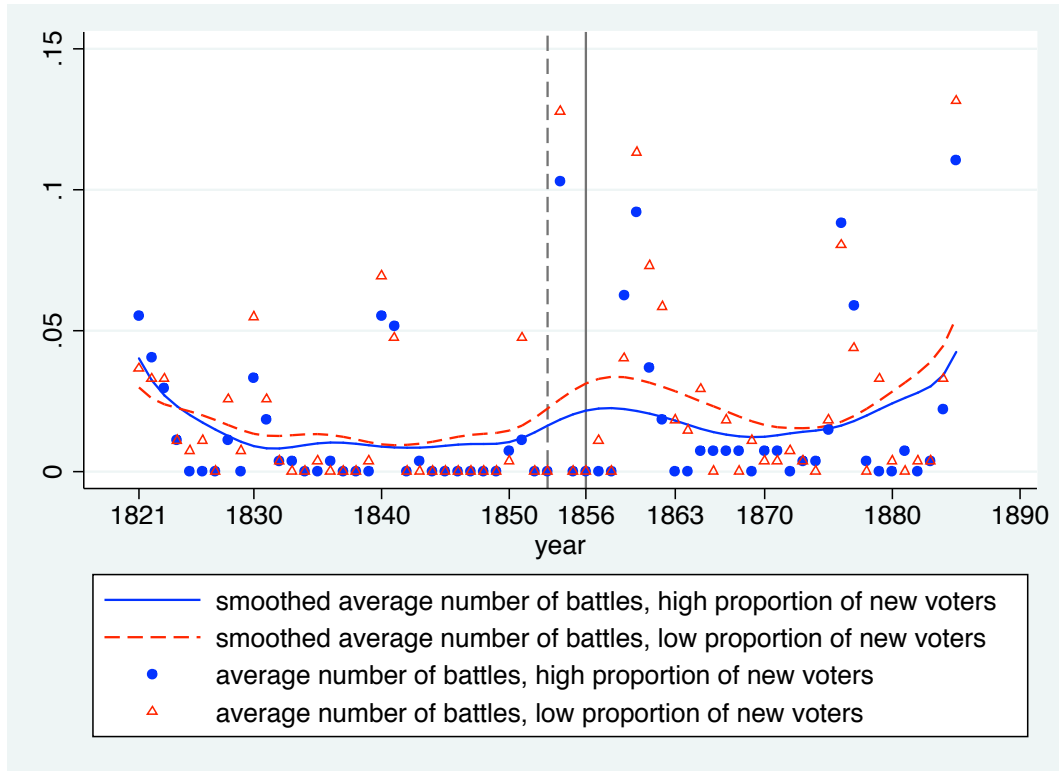 .15
.1
.05
0
1821 1830 1840 1850 1856 1863 1870 1880 1890
year
smoothed average number of battles, high proportion of new voters
smoothed average number of battles, low proportion of new voters
average number of battles, high proportion of new voters
average number of battles, low proportion of new voters